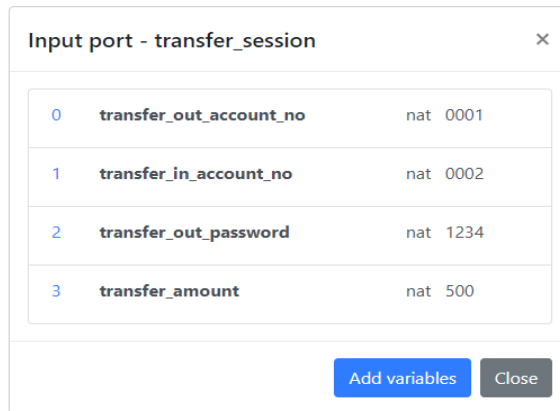 Input port - transfer_session ×
0 transfer_out_account_no nat 0001
1 transfer_in_account_no nat 0002
2 transfer_out_password nat 1234
3 transfer_amount nat 500
Add variables Close